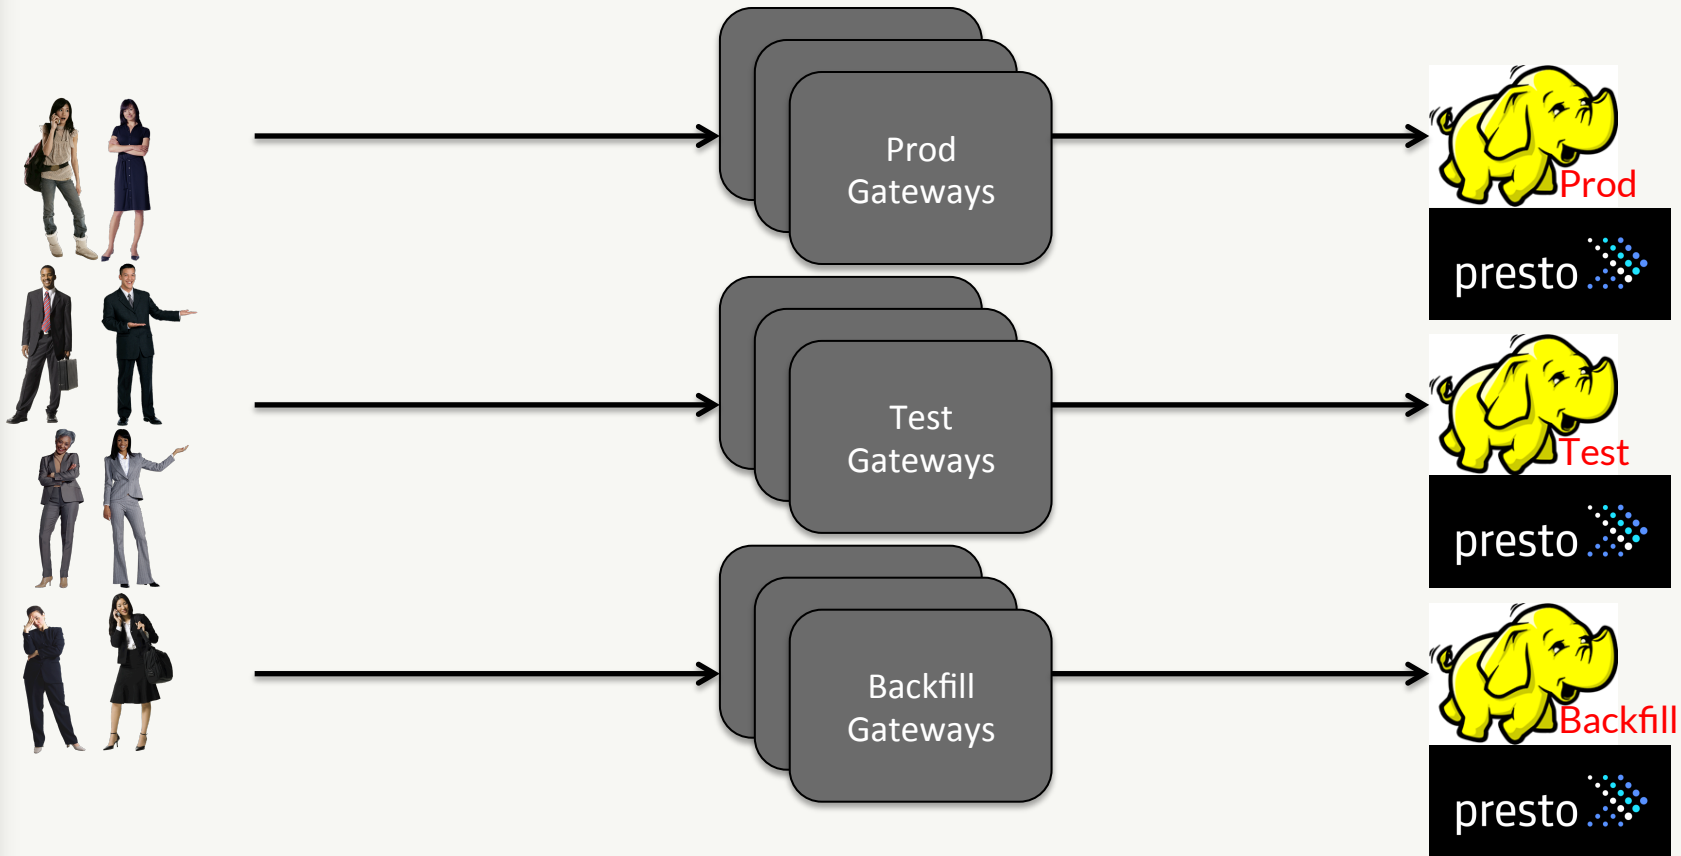 Prod
Gateways
Prod
presto
Test
Gateways
Test
presto
Backfill
Gateways
Backfill
presto